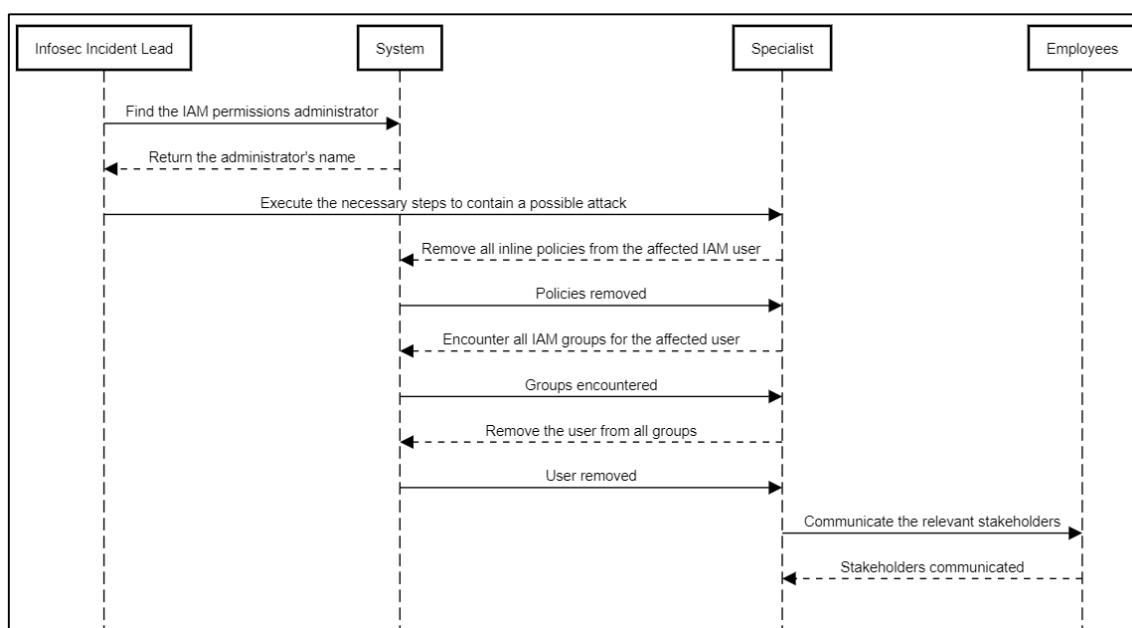 Infosec Incident Lead
System
Specialist
Employees
Find the IAM permissions administrator
Return the administrator's name
Execute the necessary steps to contain a possible attack
Remove all inline policies from the affected IAM user
Policies removed
Encounter all IAM groups for the affected user
Groups encountered
Remove the user from all groups
User removed
Communicate the relevant stakeholders
Stakeholders communicated